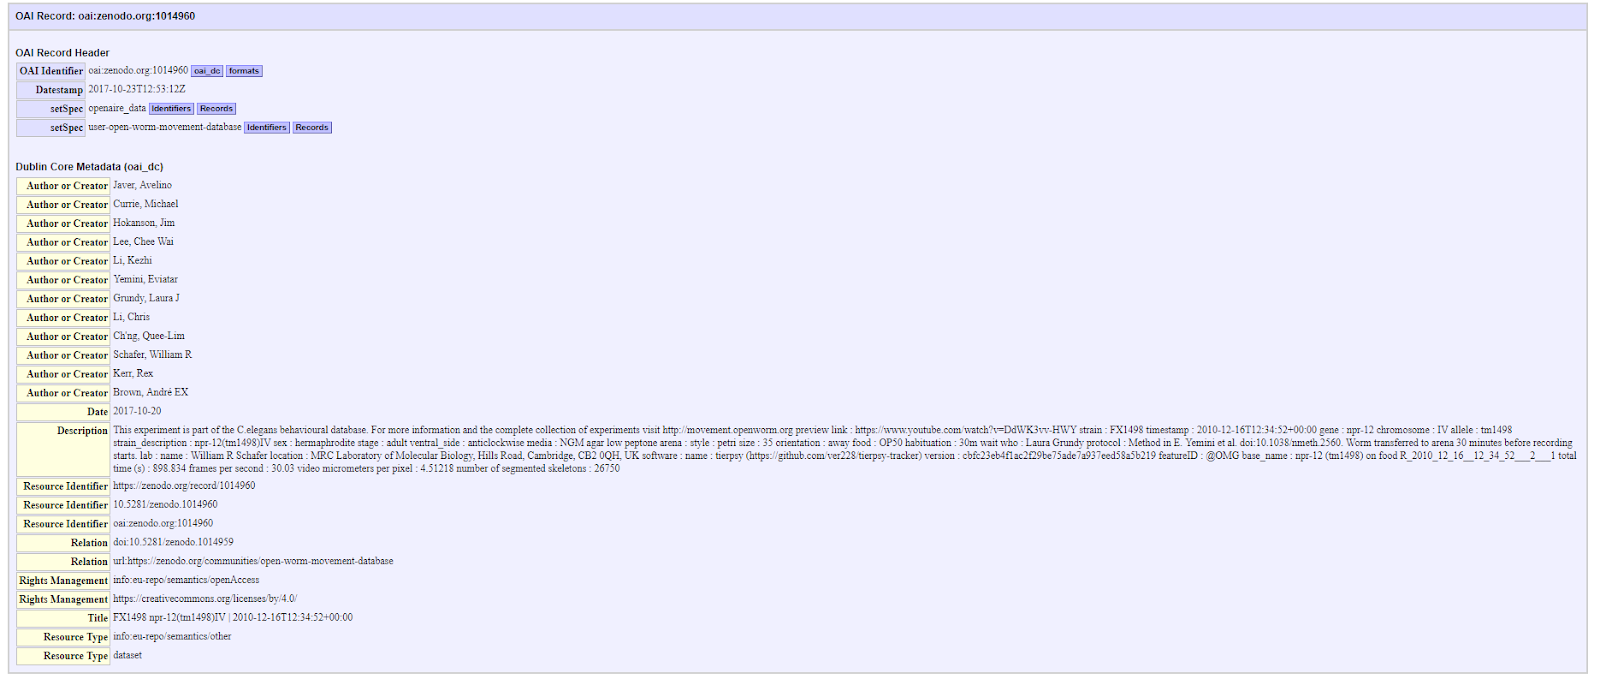 OAI Record: oai:zenodo.org:1014960
OAI Record Header
OAI Identifier oai:zenodo.org:1014960 oai_dc formats
Datestamp 2017-10-23T12:53:12Z
setSpec openaire_data Identifiers Records
setSpec user-open-worm-movement-database Identifiers Records
Dublin Core Metadata (oai_dc)
Author or Creator Javer, Avelino
Author or Creator Currie, Michael
Author or Creator Hokanson, Jim
Author or Creator Lee, Chee Wai
Author or Creator Li, Kezhi
Author or Creator Yemini, Eviatar
Author or Creator Grundy, Laura J
Author or Creator Li, Chris
Author or Creator Ch'ng, Quee-Lim
Author or Creator Schafer, William R
Author or Creator Kerr, Rex
Author or Creator Brown, André EX
Date 2017-10-20
Description This experiment is part of the C.elegans behavioural database. For more information and the complete collection of experiments visit http://movement.openworm.org preview link : https://www.youtube.com/watch?v=DdWK3vv-HWY strain : FX1498 timestamp : 2010-12-16T12:34:52+00:00 gene : npr-12 chromosome : IV allele : tm1498
strain_description : npr-12(tm1498)IV sex : hermaphrodite stage : adult ventral_side : anticlockwise media : NGM agar low peptone arena : style : petri size : 35 orientation : away food : OP50 habituation : 30m wait who : Laura Grundy protocol : Method in E. Yemini et al. doi:10.1038/nmeth.2560. Worm transferred to arena 30 minutes before recording
starts. lab : name : William R Schafer location : MRC Laboratory of Molecular Biology, Hills Road, Cambridge, CB2 0QH, UK software : name : tierpsy (https://github.com/ver228/tierpsy-tracker) version : cbfc23eb4f1ac2f29be75ade7a937eed58a5b219 featureID : @OMG base_name : npr-12 (tm1498) on food R_2010_12_16__12_34_52___2___1 total
time (s) : 898.834 frames per second : 30.03 video micrometers per pixel : 4.51218 number of segmented skeletons : 26750
Resource Identifier https://zenodo.org/record/1014960
Resource Identifier 10.5281/zenodo.1014960
Resource Identifier oai:zenodo.org:1014960
Relation doi:10.5281/zenodo.1014959
Relation url:https://zenodo.org/communities/open-worm-movement-database
Rights Management info:eu-repo/semantics/openAccess
Rights Management https://creativecommons.org/licenses/by/4.0/
Title FX1498 npr-12(tm1498)IV | 2010-12-16T12:34:52+00:00
Resource Type info:eu-repo/semantics/other
Resource Type dataset